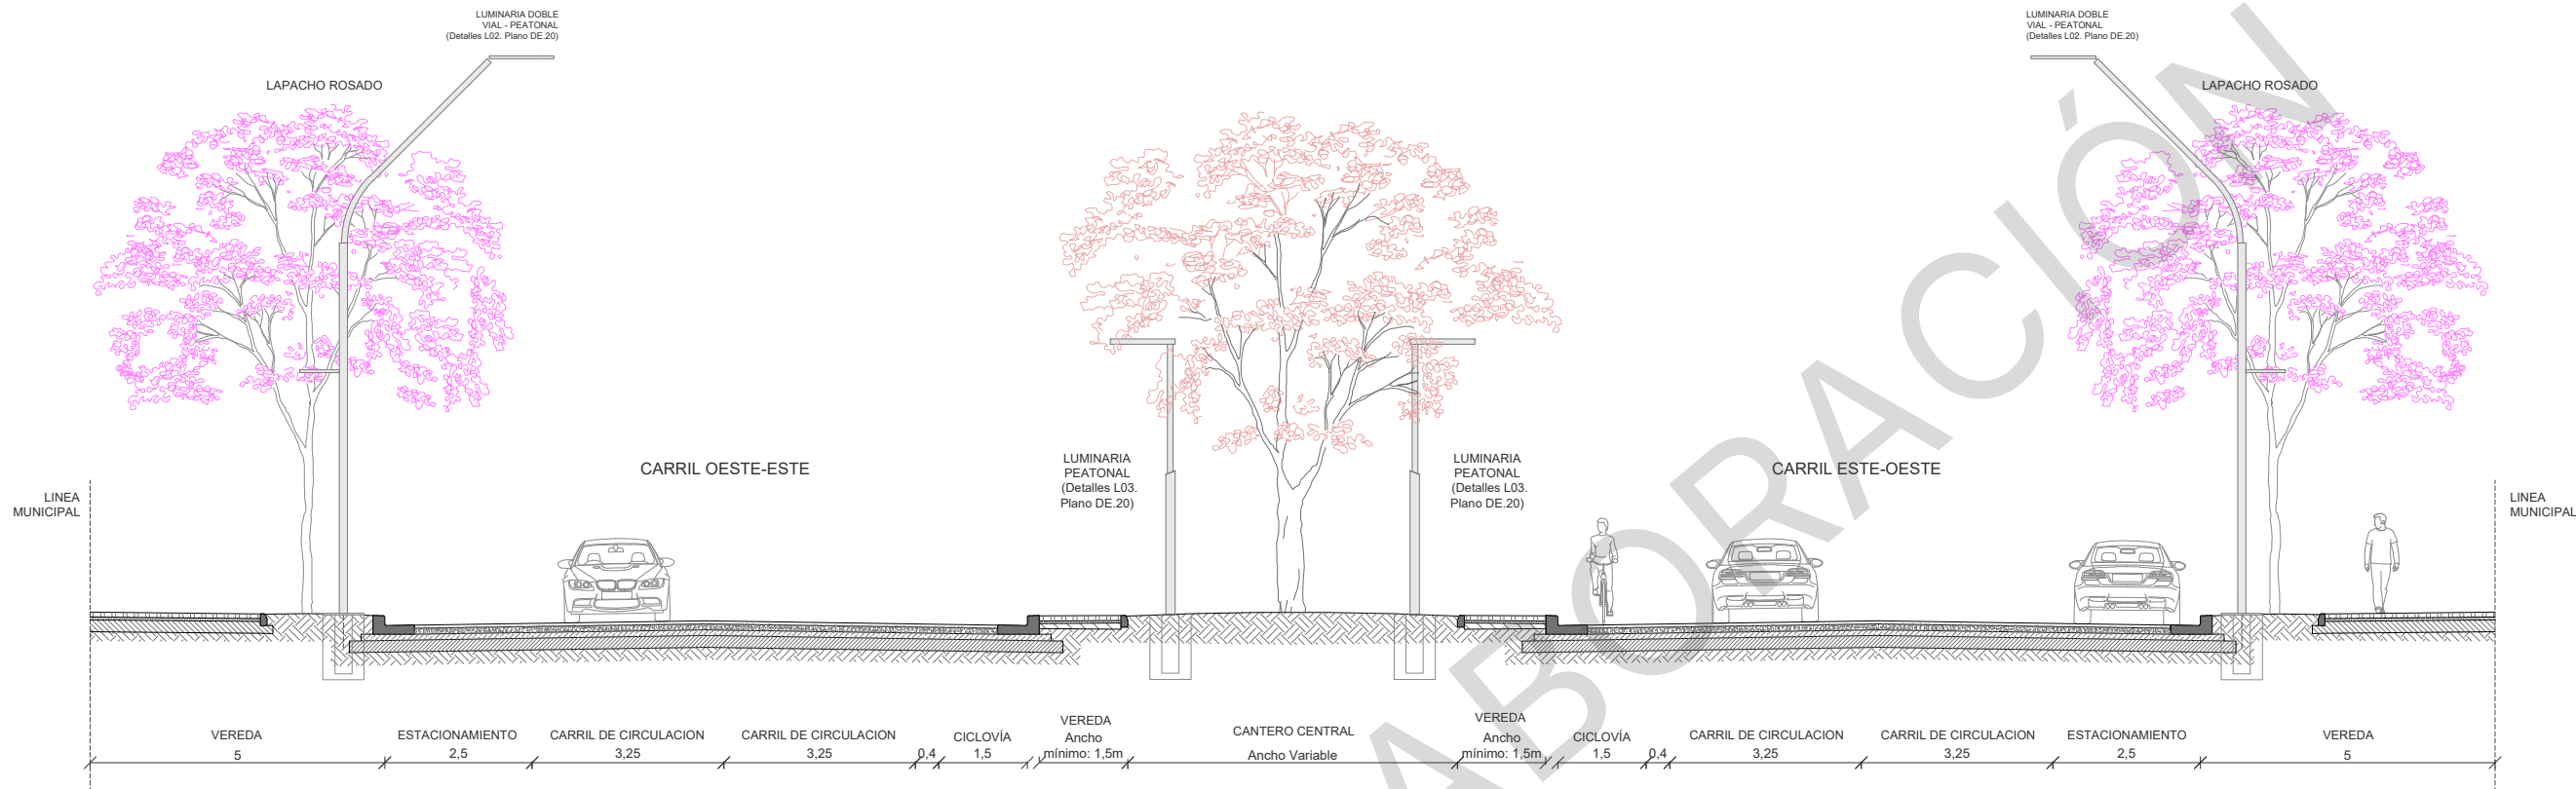 LUMINARIA DOBLE
VIAL - PEATONAL
(Detalles L02. Plano DE.20)
LUMINARIA DOBLE
VIAL - PEATONAL
(Detalles L02. Plano DE.20)
LAPACHO ROSADO
LAPACHO ROSADO
CARRIL OESTE-ESTE
LUMINARIA
PEATONAL
(Detalles L03.
Plano DE.20)
LUMINARIA
PEATONAL
(Detalles L03.
Plano DE.20)
CARRIL ESTE-OESTE
LINEA
MUNICIPAL
LINEA
MUNICIPAL
VEREDA
5
ESTACIONAMIENTO
2,5
CARRIL DE CIRCULACION
3,25
CARRIL DE CIRCULACION
3,25
0,4
CICLOVÍA
1,5
VEREDA
Ancho
mínimo: 1,5m
CANTERO CENTRAL
Ancho Variable
VEREDA
Ancho
mínimo: 1,5m
CICLOVÍA
1,5
0,4
CARRIL DE CIRCULACION
3,25
CARRIL DE CIRCULACION
3,25
ESTACIONAMIENTO
2,5
VEREDA
5
ABORACIÓN